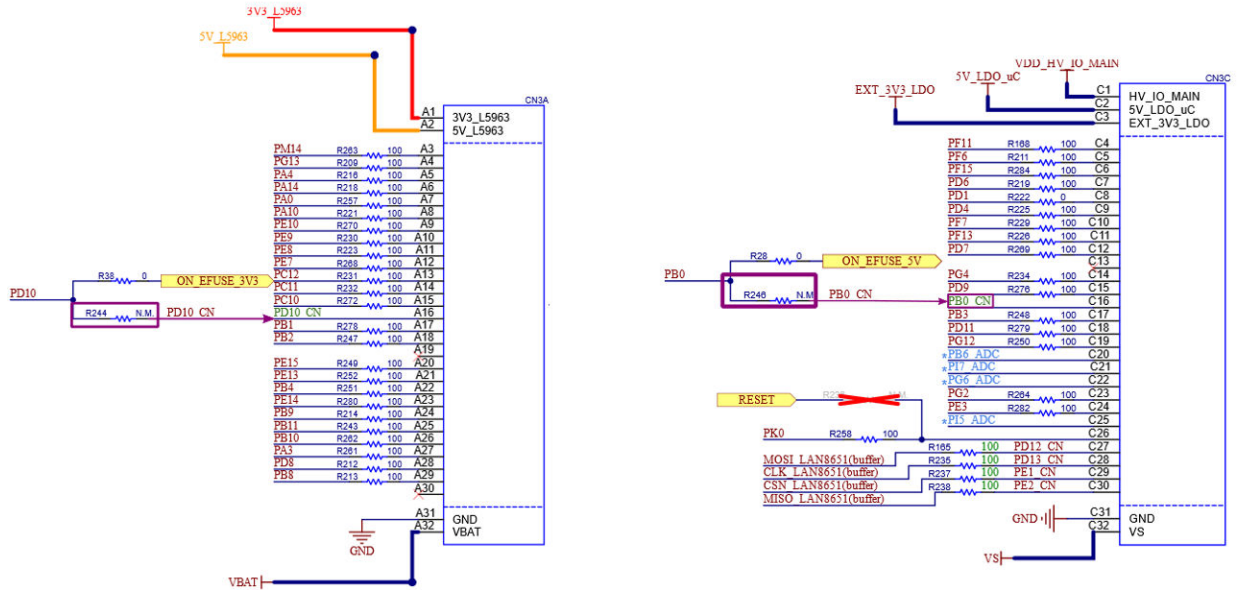 3V3_L5963
5V_L5963
CN3A
A1 3V3_L5963
A2 5V_L5963
PM14 R263 100 A3
PG13 R209 100 A4
PA4 R216 100 A5
PA14 R218 100 A6
PA0 R257 100 A7
PA10 R221 100 A8
PE10 R270 100 A9
PE9 R230 100 A10
PE8 R223 100 A11
PE7 R268 100 A12
PC12 R231 100 A13
PC11 R232 100 A14
PC10 R272 100 A15
PD10_CN A16
PB1 R278 100 A17
PB2 R247 100 A18
A19
PE15 R249 100 A20
PE13 R252 100 A21
PB4 R251 100 A22
PE14 R280 100 A23
PB9 R214 100 A24
PB11 R243 100 A25
PB10 R262 100 A26
PA3 R261 100 A27
PD8 R212 100 A28
PB8 R213 100 A29
A30
A31 GND
A32 VBAT
GND
VBAT
PD10
R38 0 ON_EFUSE_3V3
R244 N.M. PD10_CN
VDD_HV_IO_MAIN
5V_LDO_uC
EXT_3V3_LDO
CN3C
C1 HV_IO_MAIN
C2 5V_LDO_uC
C3 EXT_3V3_LDO
PF11 R168 100 C4
PF6 R211 100 C5
PF15 R284 100 C6
PD6 R219 100 C7
PD1 R222 0 C8
PD4 R225 100 C9
PF7 R229 100 C10
PF13 R226 100 C11
PD7 R269 100 C12
C13
PG4 R234 100 C14
PD9 R276 100 C15
PB0_CN C16
PB3 R248 100 C17
PD11 R279 100 C18
PG12 R250 100 C19
*PB6_ADC C20
*PI7_ADC C21
*PG6_ADC C22
PG2 R264 100 C23
PE3 R282 100 C24
*PI5_ADC C25
C26
PB0
R28 0 ON_EFUSE_5V
R246 N.M. PB0_CN
RESET
PK0 R258 100
MOSI_LAN8651(buffer) R165 100 PD12_CN C27
CLK_LAN8651(buffer) R235 100 PD13_CN C28
CSN_LAN8651(buffer) R237 100 PE1_CN C29
MISO_LAN8651(buffer) R238 100 PE2_CN C30
GND C31 GND
C32 VS
VS